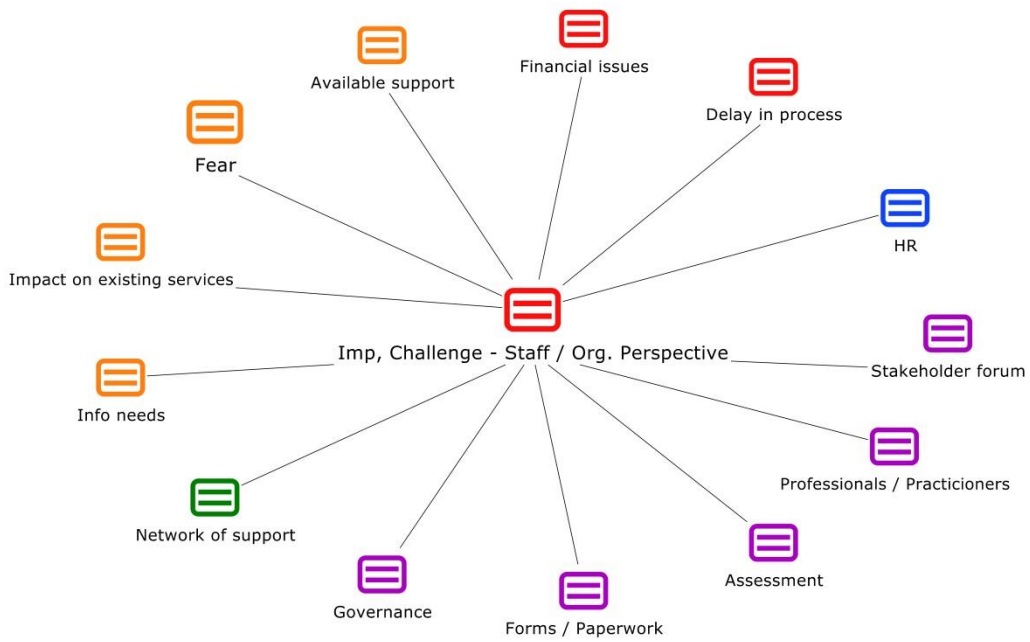 Financial issues
Available support
Delay in process
Fear
HR
Impact on existing services
Imp, Challenge - Staff / Org. Perspective
Stakeholder forum
Info needs
Professionals / Practicioners
Network of support
Assessment
Governance
Forms / Paperwork